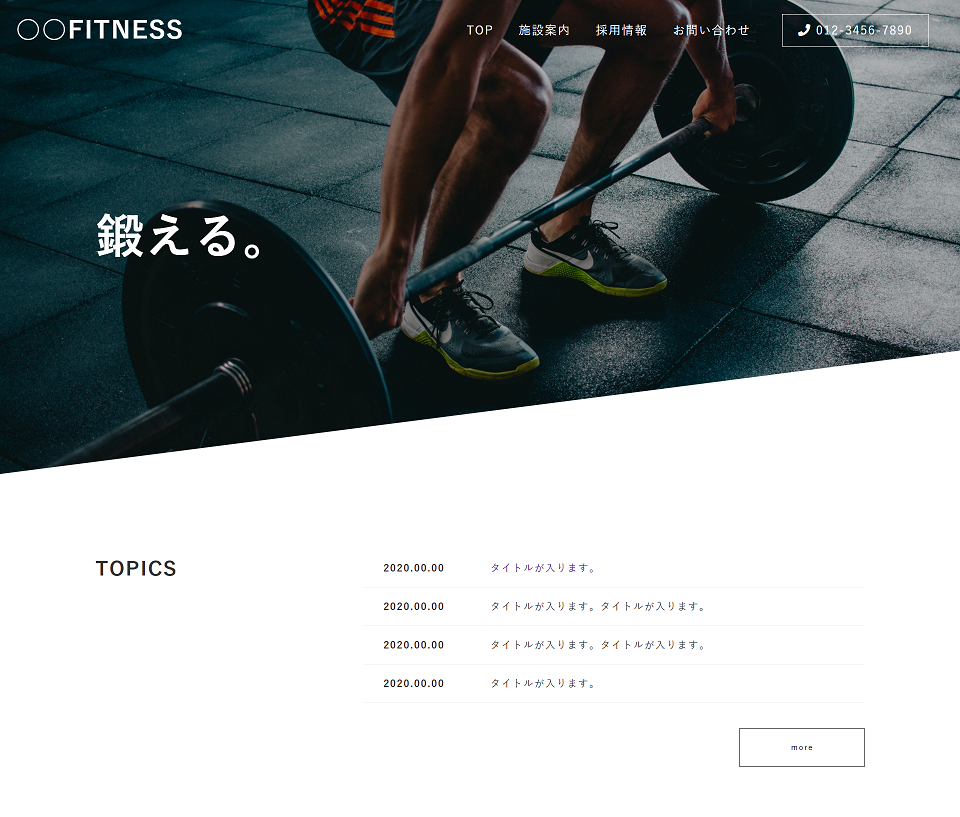 〇〇FITNESS
TOP 施設案内 採用情報 お問い合わせ 012-3456-7890
鍛える。
TOPICS
2020.00.00 タイトルが入ります。
2020.00.00 タイトルが入ります。タイトルが入ります。
2020.00.00 タイトルが入ります。タイトルが入ります。
2020.00.00 タイトルが入ります。
more